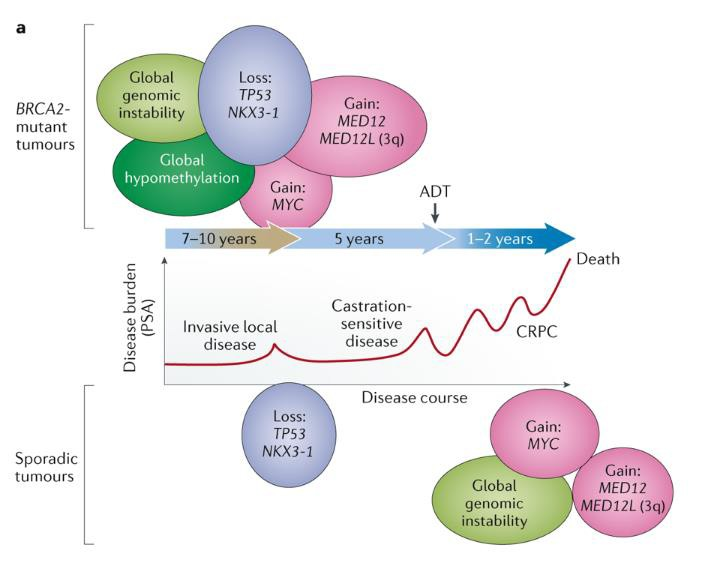 a
BRCA2-
mutant
tumours
Global
genomic
instability
Loss:
TP53
NKX3-1
Gain:
MED12
MED12L (3q)
Global
hypomethylation
Gain:
MYC
ADT
7–10 years
5 years
1–2 years
Disease burden
(PSA)
Invasive local
disease
Castration-
sensitive
disease
CRPC
Death
Disease course
Sporadic
tumours
Loss:
TP53
NKX3-1
Gain:
MYC
Global
genomic
instability
Gain:
MED12
MED12L (3q)